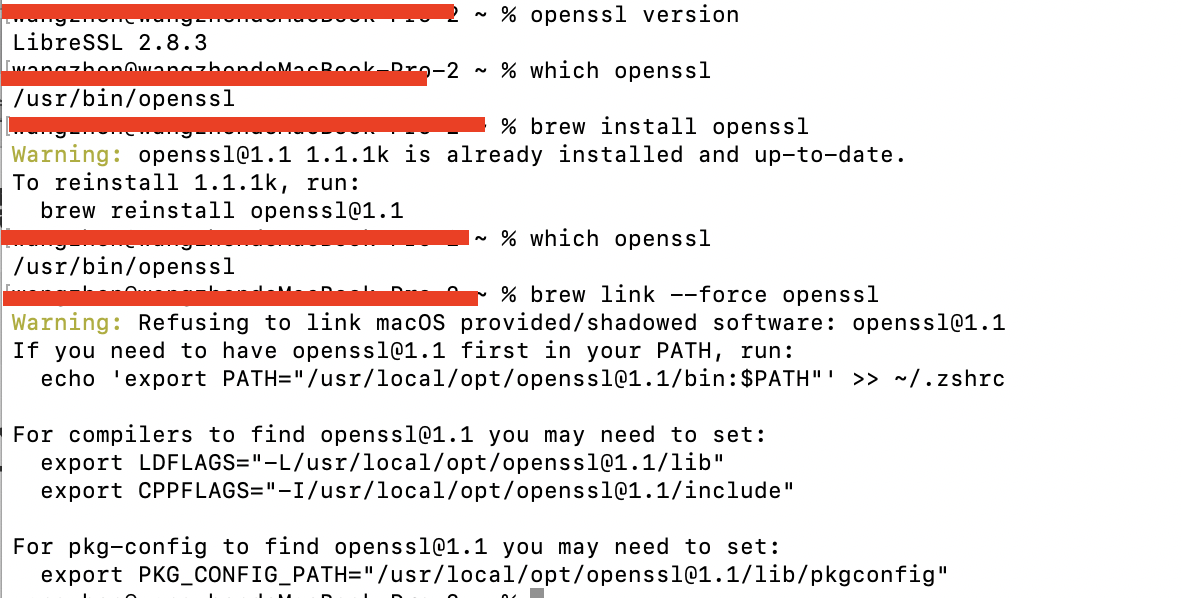 2 ~ % openssl version
LibreSSL 2.8.3
-2 ~ % which openssl
/usr/bin/openssl
% brew install openssl
Warning: openssl@1.1 1.1.1k is already installed and up-to-date.
To reinstall 1.1.1k, run:
  brew reinstall openssl@1.1
~ % which openssl
/usr/bin/openssl
~ % brew link --force openssl
Warning: Refusing to link macOS provided/shadowed software: openssl@1.1
If you need to have openssl@1.1 first in your PATH, run:
  echo 'export PATH="/usr/local/opt/openssl@1.1/bin:$PATH"' >> ~/.zshrc
For compilers to find openssl@1.1 you may need to set:
  export LDFLAGS="-L/usr/local/opt/openssl@1.1/lib"
  export CPPFLAGS="-I/usr/local/opt/openssl@1.1/include"
For pkg-config to find openssl@1.1 you may need to set:
  export PKG_CONFIG_PATH="/usr/local/opt/openssl@1.1/lib/pkgconfig"